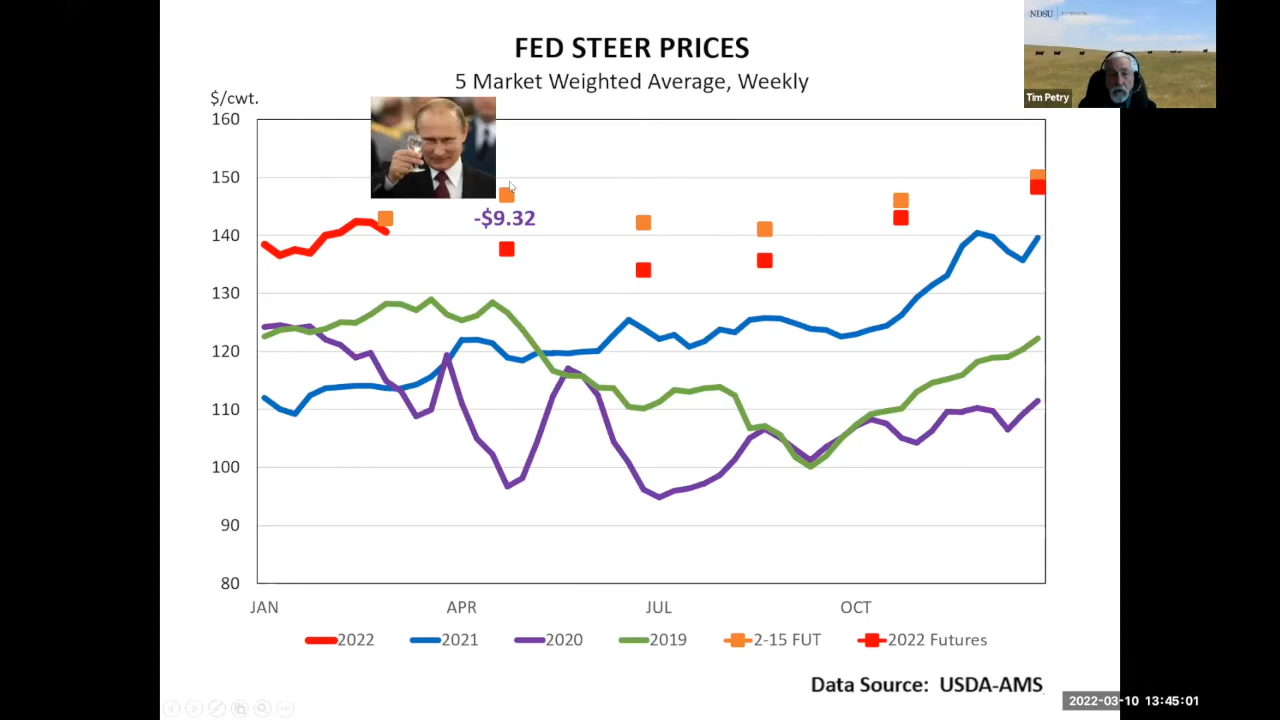 FED STEER PRICES
5 Market Weighted Average, Weekly
NDSU EXTENSION
Tim Petry
$/cwt.
160
150
140
130
120
110
100
90
80
-$9.32
JAN APR JUL OCT
2022 2021 2020 2019 2-15 FUT 2022 Futures
Data Source: USDA-AMS
2022-03-10 13:45:01